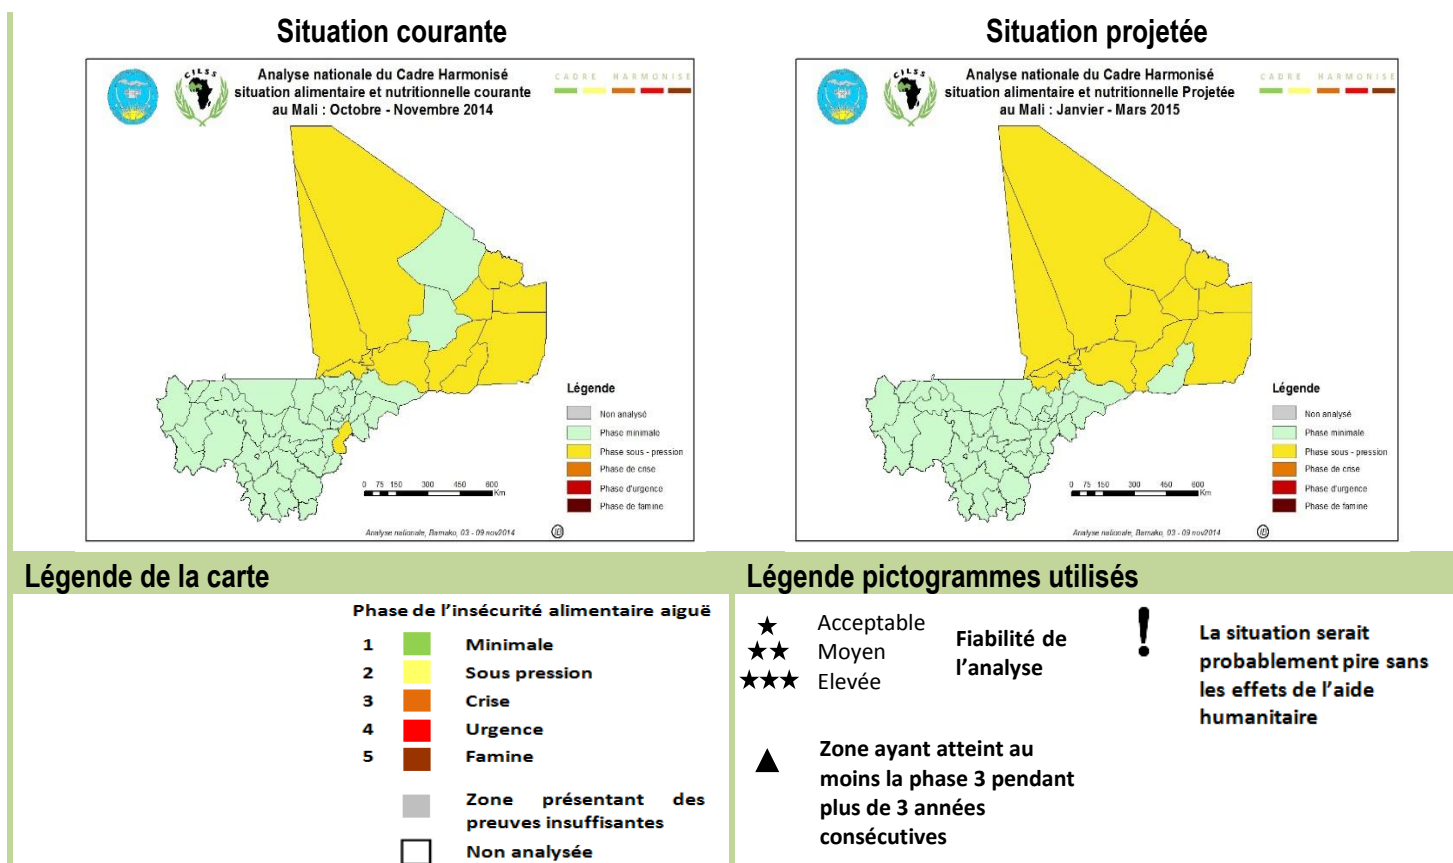 Situation courante
CILSS
Analyse nationale du Cadre Harmonisé
situation alimentaire et nutritionnelle courante
au Mali : Octobre - Novembre 2014
CADRE HARMONISE
Légende
Non analysé
Phase minimale
Phase sous - pression
Phase de crise
Phase d'urgence
Phase de famine
0 75 150 300 450 600
Km
Analyse nationale, Bamako, 03 - 09 nov2014
Situation projetée
CILSS
Analyse nationale du Cadre Harmonisé
situation alimentaire et nutritionnelle Projetée
au Mali : Janvier - Mars 2015
CADRE HARMONISE
Légende
Non analysé
Phase minimale
Phase sous - pression
Phase de crise
Phase d'urgence
Phase de famine
0 75 150 300 450 600
Km
Analyse nationale, Bamako, 03 - 09 nov2014
Légende de la carte
Phase de l’insécurité alimentaire aiguë
1 Minimale
2 Sous pression
3 Crise
4 Urgence
5 Famine
Zone présentant des
preuves insuffisantes
Non analysée
Légende pictogrammes utilisés
★ Acceptable
★★ Moyen
★★★ Elevée
Fiabilité de
l’analyse
! La situation serait
probablement pire sans
les effets de l’aide
humanitaire
▲ Zone ayant atteint au
moins la phase 3 pendant
plus de 3 années
consécutives